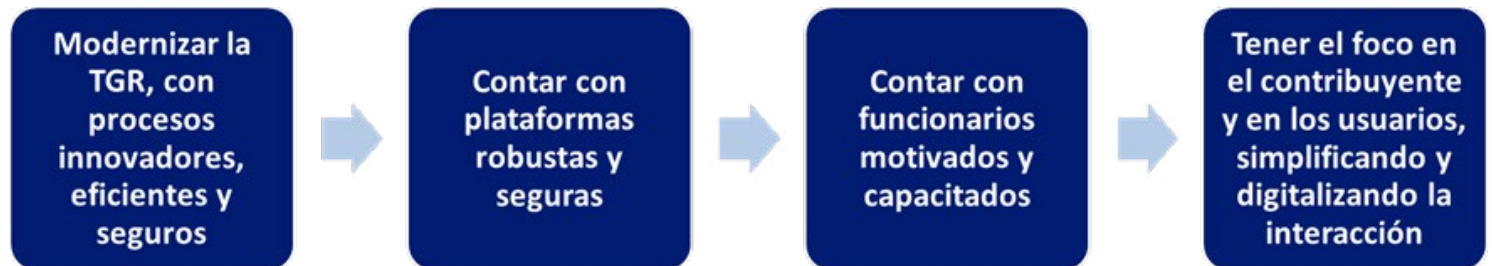 Modernizar la
TGR, con
procesos
innovadores,
eficientes y
seguros
Contar con
plataformas
robustas y
seguras
Contar con
funcionarios
motivados y
capacitados
Tener el foco en
el contribuyente
y en los usuarios,
simplificando y
digitalizando la
interacción